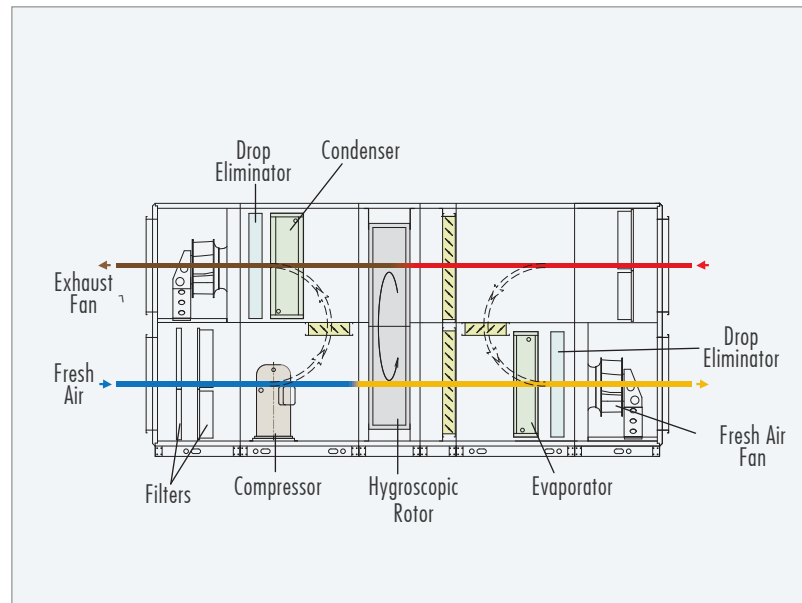 Drop
Eliminator
Condenser
Exhaust
Fan
Fresh
Air
Drop
Eliminator
Fresh Air
Fan
Filters
Compressor
Hygroscopic
Rotor
Evaporator